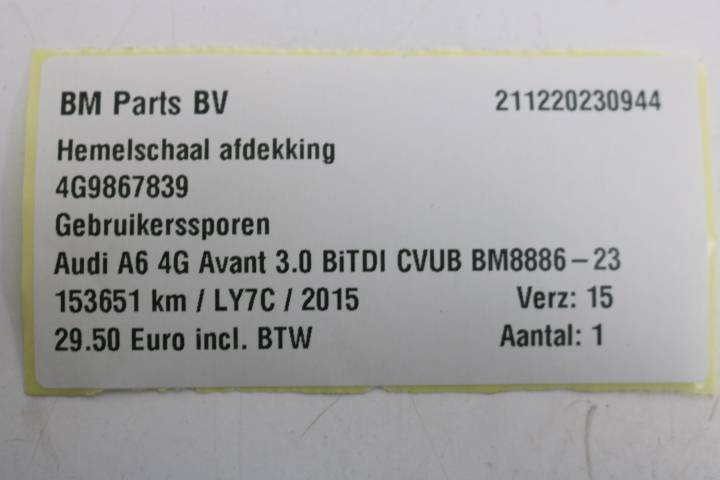 BM Parts BV 211220230944
Hemelschaal afdekking
4G9867839
Gebruikerssporen
Audi A6 4G Avant 3.0 BiTDI CVUB BM8886-23
153651 km / LY7C / 2015 Verz: 15
29.50 Euro incl. BTW Aantal: 1